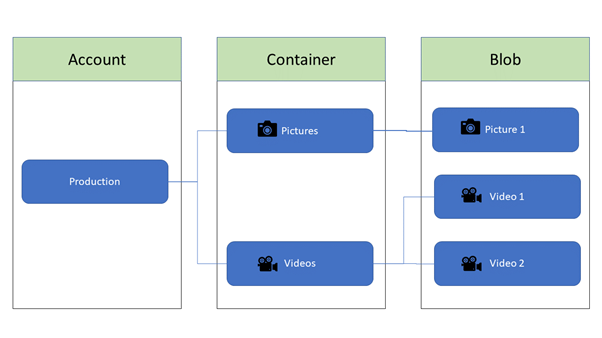 Account
Container
Blob
Production
Pictures
Videos
Picture 1
Video 1
Video 2